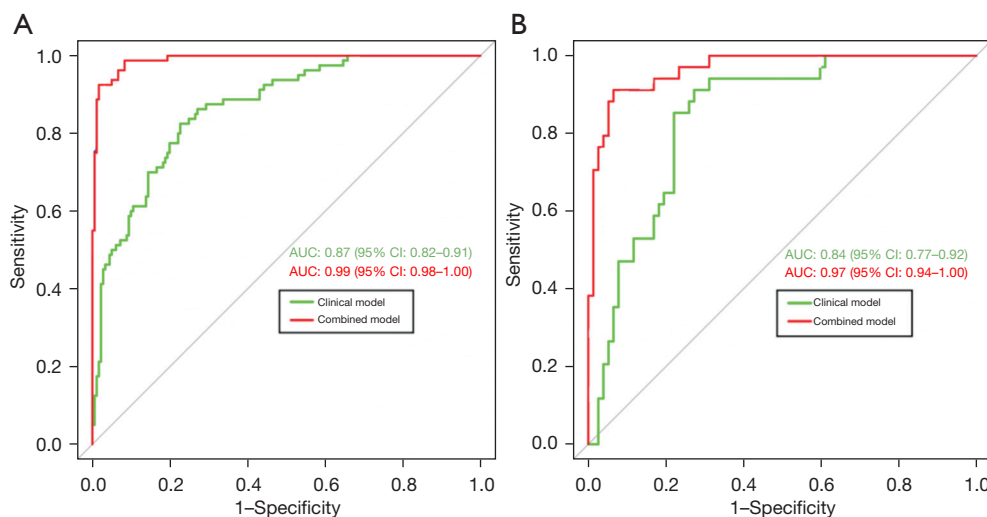 A
Sensitivity
1.0
0.8
0.6
0.4
0.2
0.0
AUC: 0.87 (95% CI: 0.82–0.91)
AUC: 0.99 (95% CI: 0.98–1.00)
Clinical model
Combined model
0.0 0.2 0.4 0.6 0.8 1.0
1–Specificity
B
Sensitivity
1.0
0.8
0.6
0.4
0.2
0.0
AUC: 0.84 (95% CI: 0.77–0.92)
AUC: 0.97 (95% CI: 0.94–1.00)
Clinical model
Combined model
0.0 0.2 0.4 0.6 0.8 1.0
1–Specificity